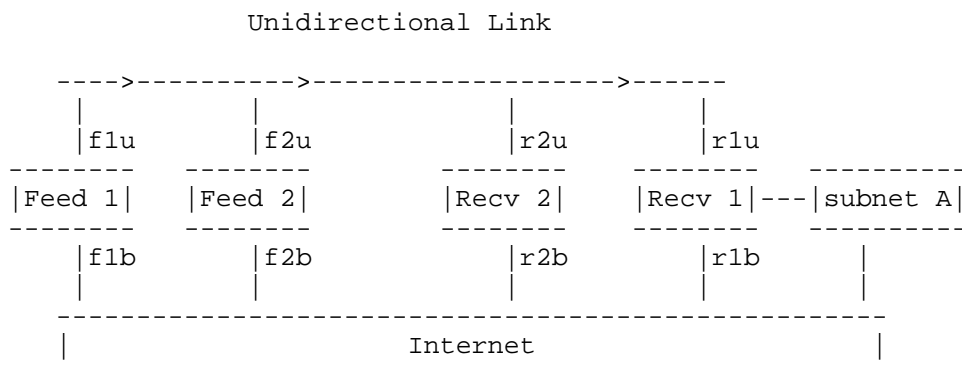 Unidirectional Link
---->---------->------------------->------
|          |               |           |
|f1u       |f2u            |r2u        |r1u
--------   --------        --------    --------   ----------
|Feed 1|   |Feed 2|        |Recv 2|    |Recv 1|---|subnet A|
--------   --------        --------    --------   ----------
|f1b       |f2b            |r2b        |r1b       |
|          |               |           |          |
----------------------------------------------------
|                     Internet                     |